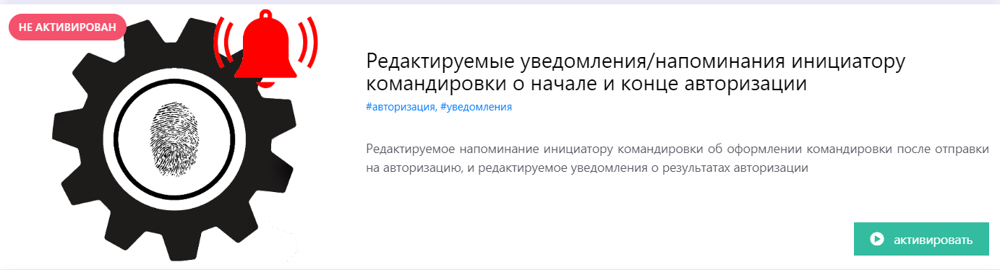 НЕ АКТИВИРОВАН
Редактируемые уведомления/напоминания инициатору
командировки о начале и конце авторизации
#авторизация, #уведомления
Редактируемое напоминание инициатору командировки об оформлении командировки после отправки
на авторизацию, и редактируемое уведомления о результатах авторизации
активировать